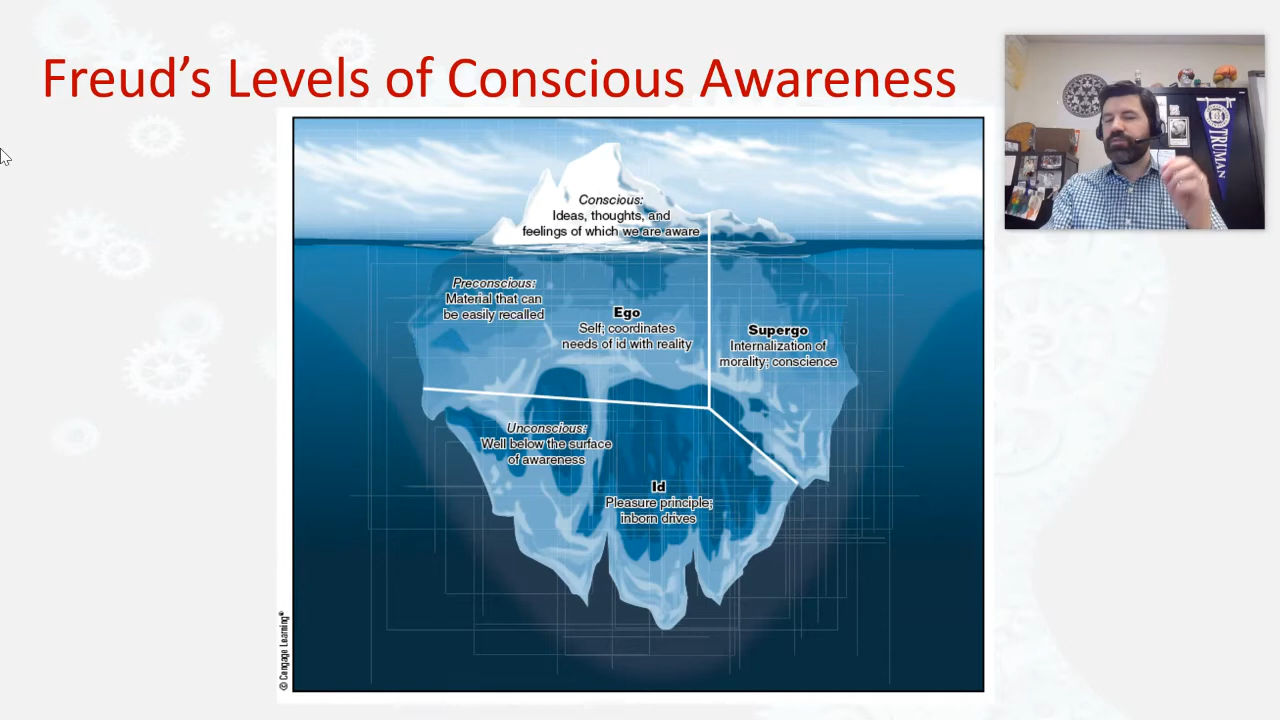 Freud's Levels of Conscious Awareness
TRUMAN
Conscious:
Ideas, thoughts, and
feelings of which we are aware
Preconscious:
Material that can
be easily recalled
Ego
Self; coordinates
needs of id with reality
Supergo
Internalization of
morality; conscience
Unconscious:
Well below the surface
of awareness
Id
Pleasure principle;
inborn drives
© Cengage Learning®